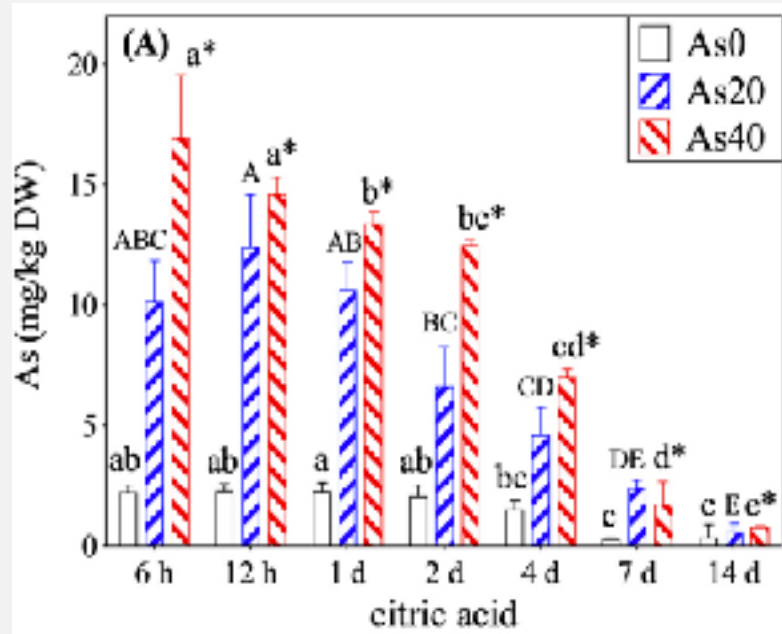 (A)
As0
As20
As40
20
15
10
5
0
As (mg/kg DW)
ab ABC a*
ab A a*
a AB b*
ab BC bc*
bc CD cd*
c DE d*
c E e*
6 h 12 h 1 d 2 d 4 d 7 d 14 d
citric acid